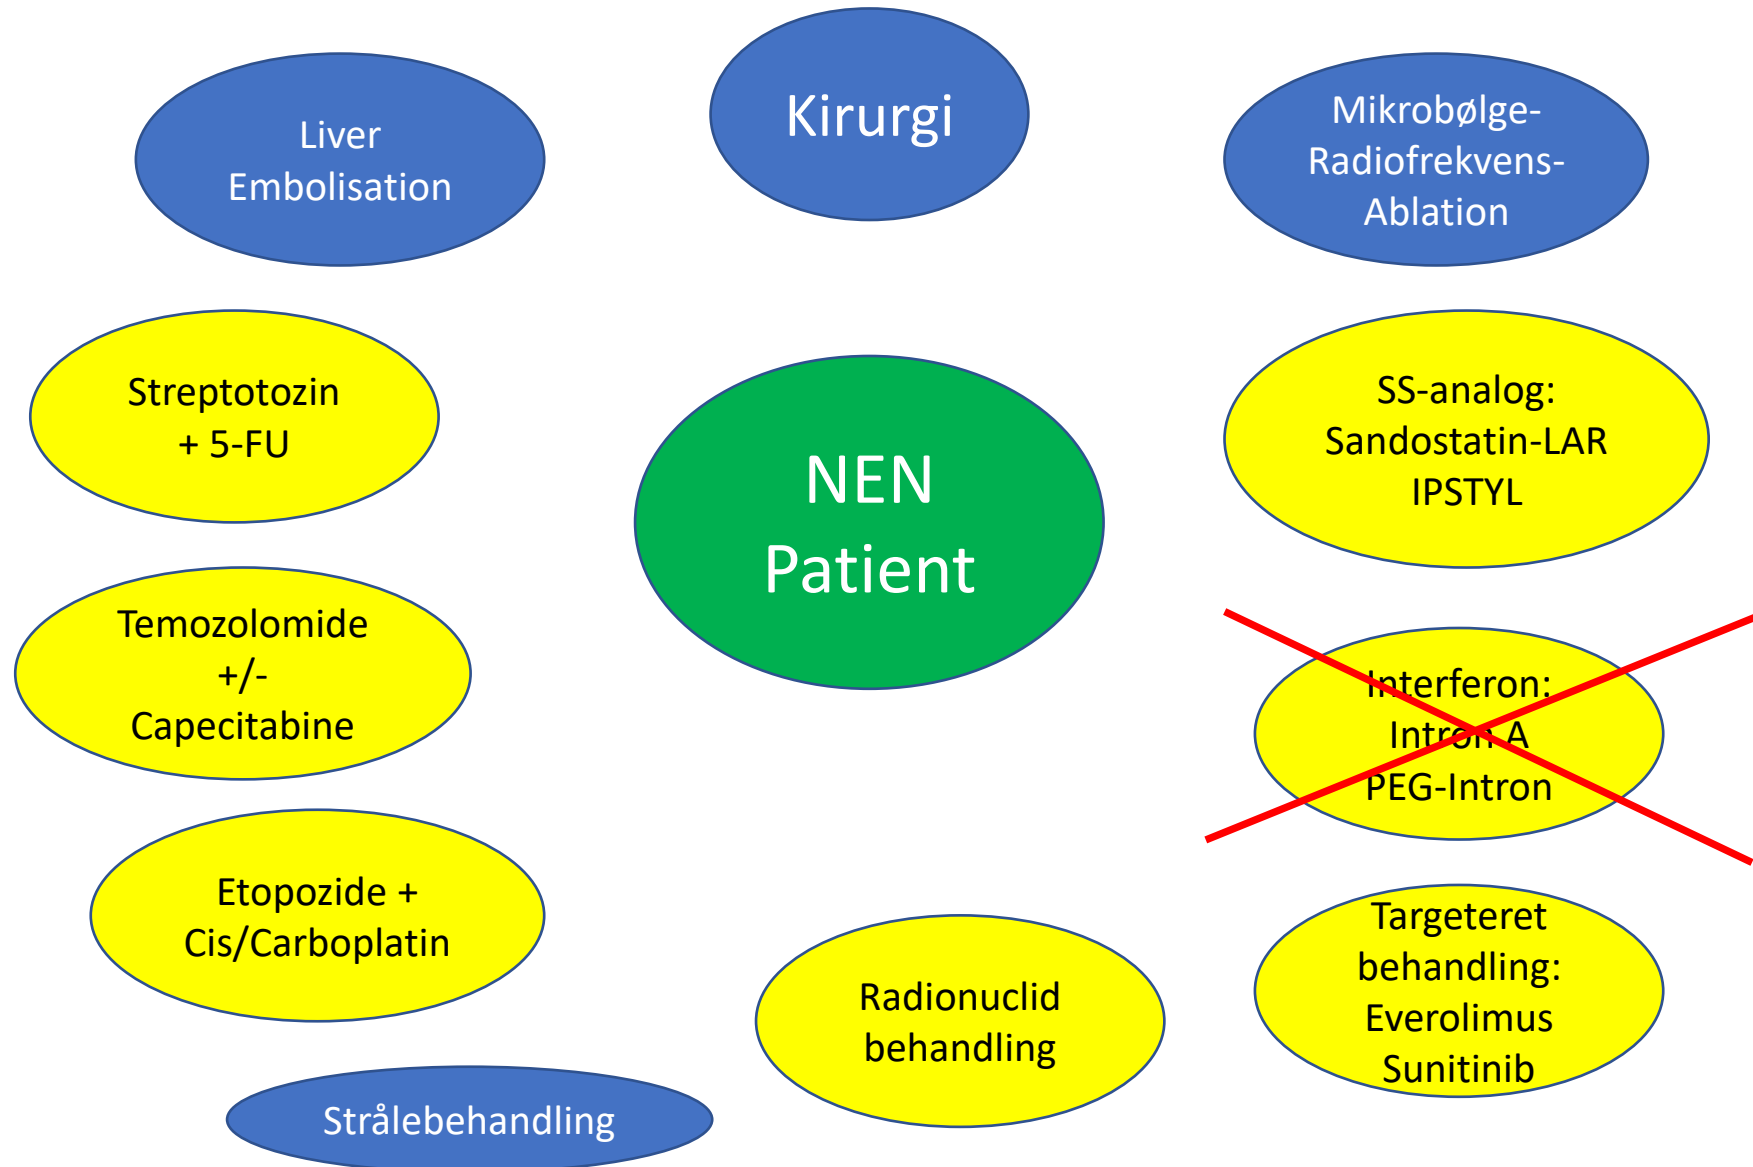 Liver
Embolisation
Kirurgi
Mikrobølge-
Radiofrekvens-
Ablation
Streptotozin
+ 5-FU
NEN
Patient
SS-analog:
Sandostatin-LAR
IPSTYL
Temozolomide
+/-
Capecitabine
Interferon:
Intron A
PEG-Intron
Etopozide +
Cis/Carboplatin
Radionuclid
behandling
Targeteret
behandling:
Everolimus
Sunitinib
Strålebehandling